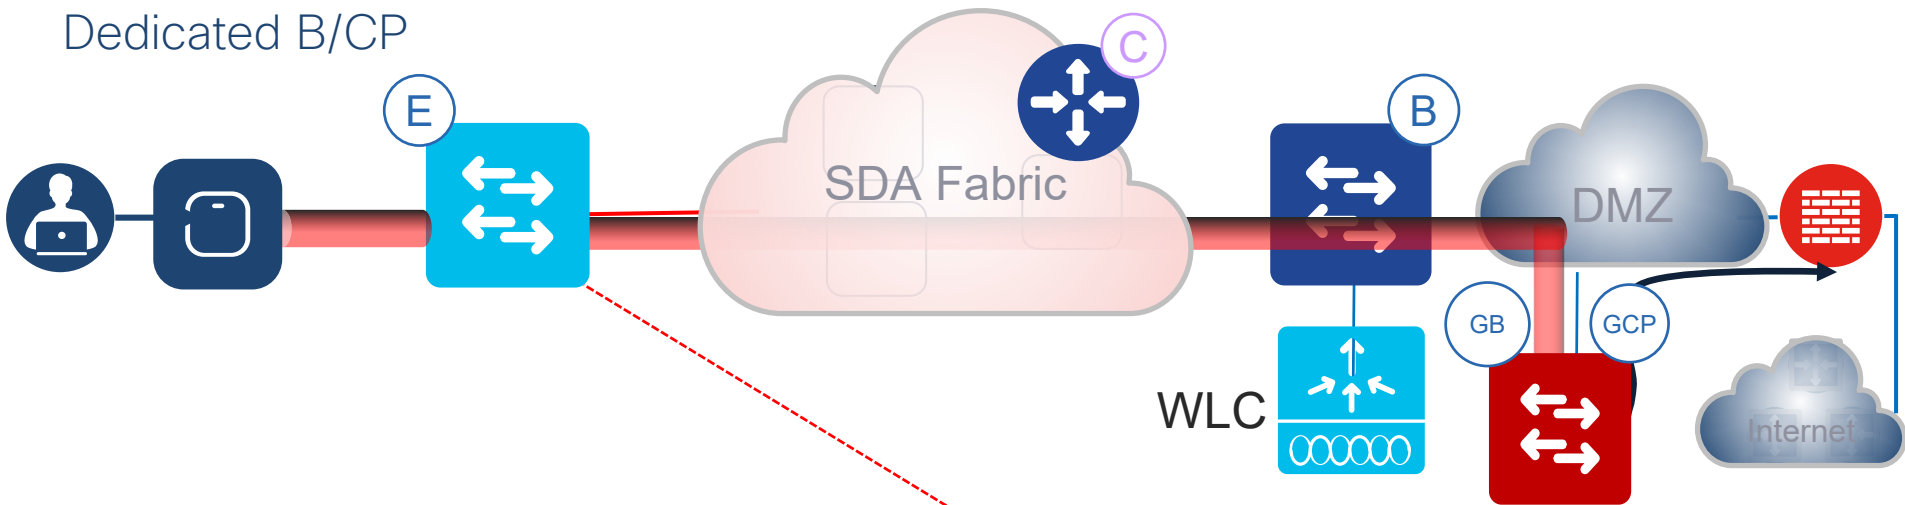 Dedicated B/CP
E
C
SDA Fabric
B
DMZ
GB
GCP
WLC
Internet